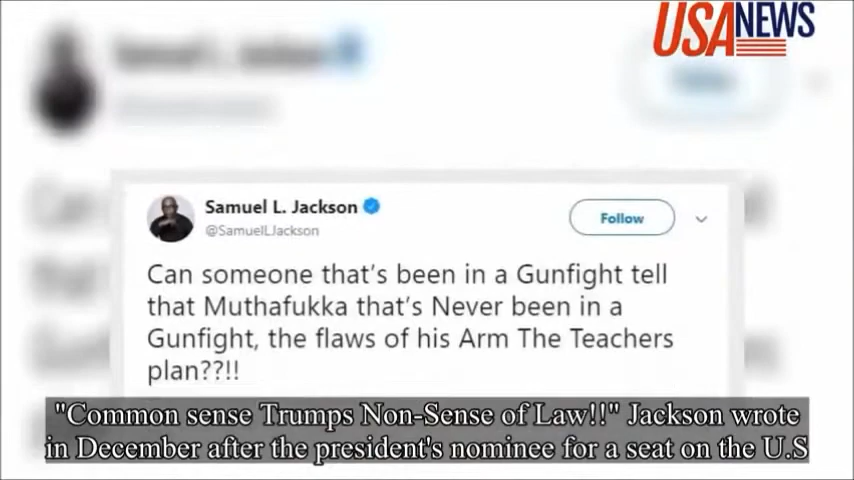 USANEWS
Samuel L. Jackson
@SamuelLJackson
Follow
Can someone that's been in a Gunfight tell
that Muthafukka that's Never been in a
Gunfight, the flaws of his Arm The Teachers
plan??!!
"Common sense Trumps Non-Sense of Law!!" Jackson wrote
in December after the president's nominee for a seat on the U.S